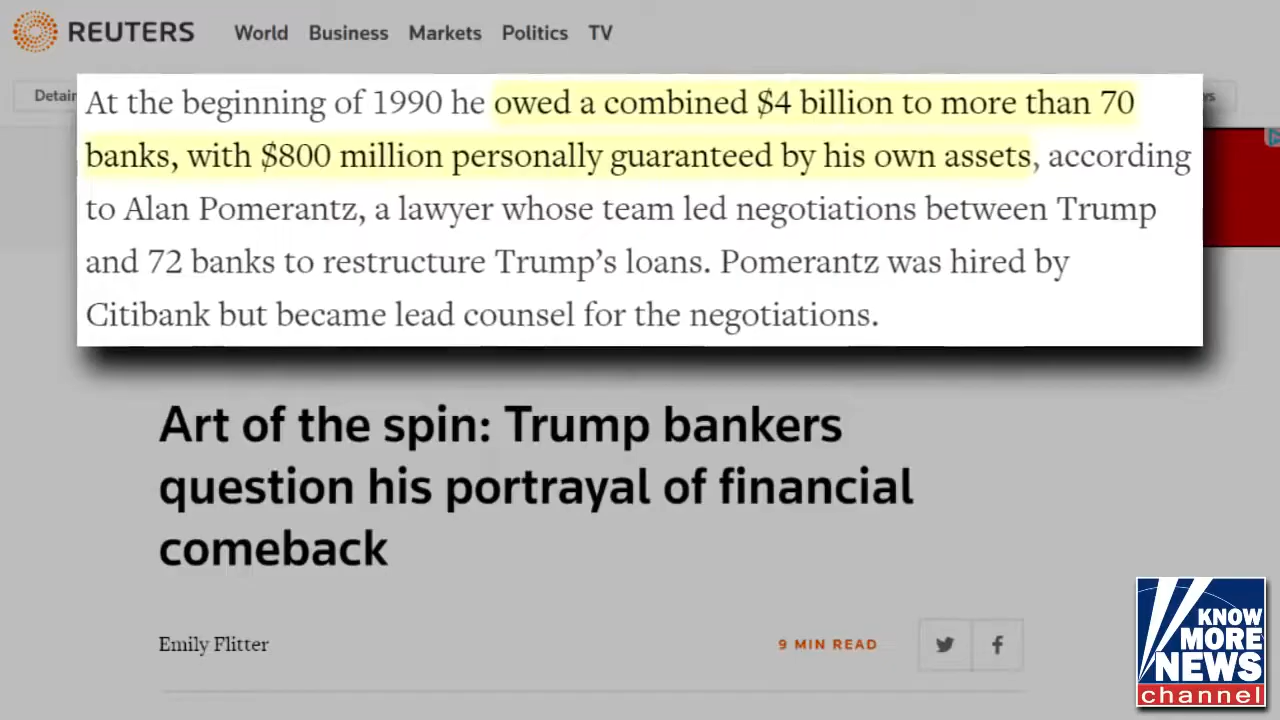 REUTERS World Business Markets Politics TV
Detain
At the beginning of 1990 he owed a combined $4 billion to more than 70
banks, with $800 million personally guaranteed by his own assets, according
to Alan Pomerantz, a lawyer whose team led negotiations between Trump
and 72 banks to restructure Trump’s loans. Pomerantz was hired by
Citibank but became lead counsel for the negotiations.
Art of the spin: Trump bankers
question his portrayal of financial
comeback
Emily Flitter
9 MIN READ
KNOW
MORE
NEWS
channel